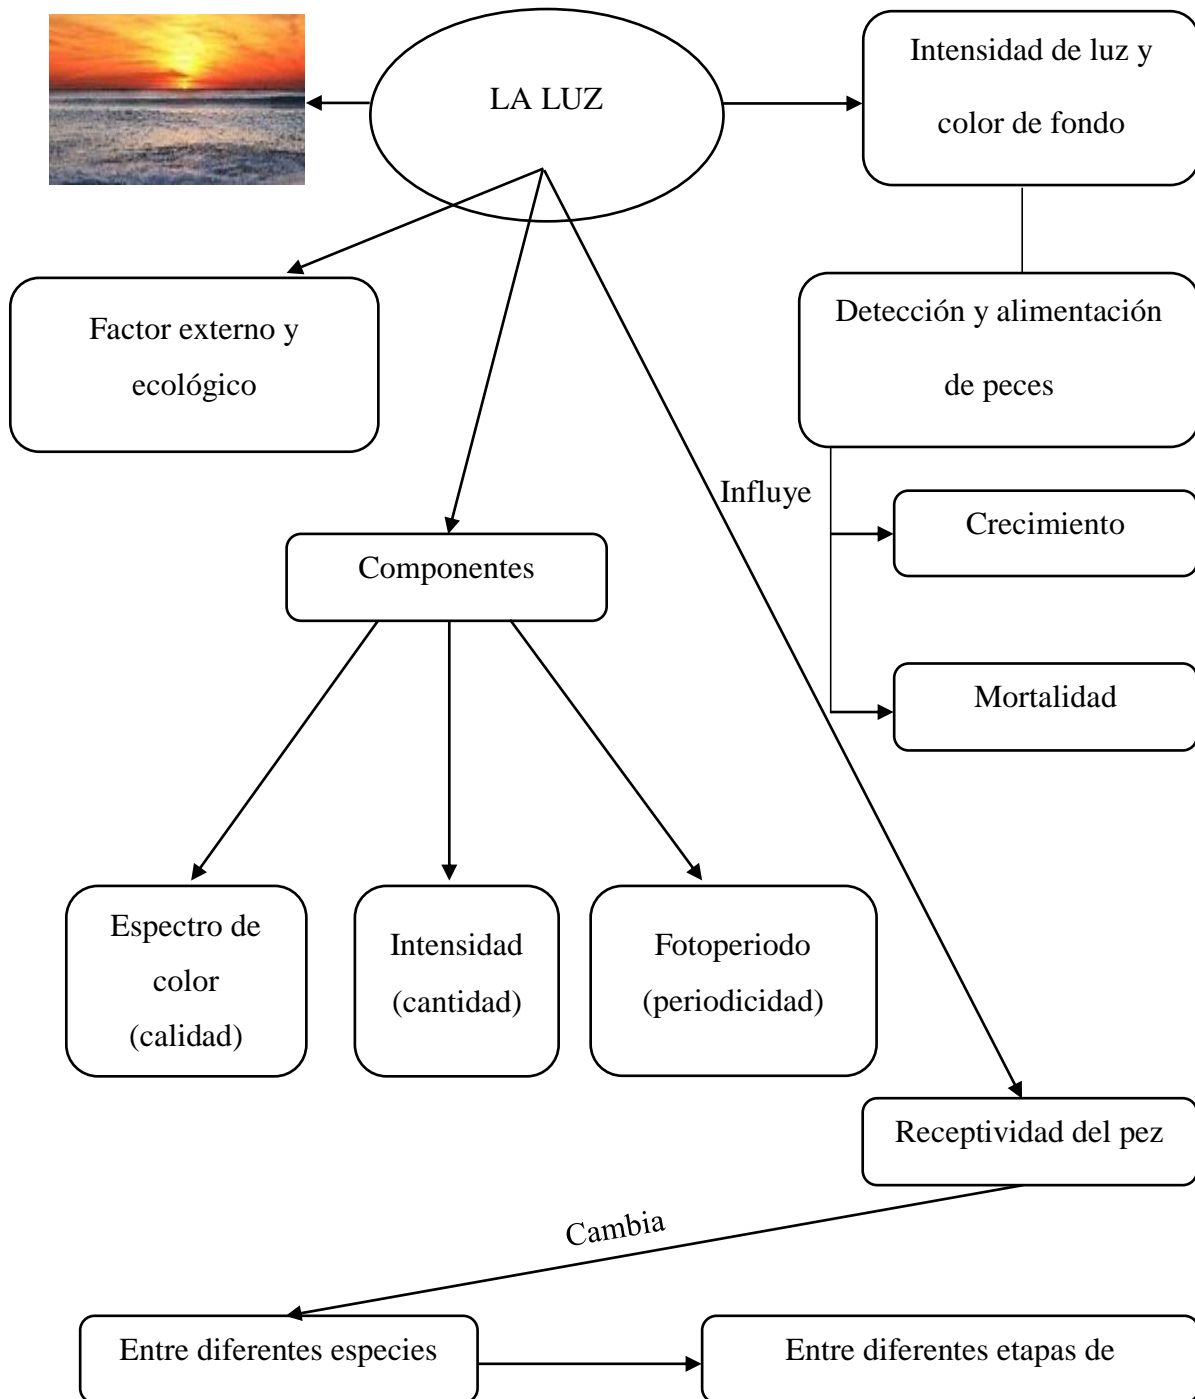 LA LUZ
Intensidad de luz y
color de fondo
Factor externo y
ecológico
Detección y alimentación
de peces
Influye
Crecimiento
Componentes
Mortalidad
Espectro de
color
(calidad)
Intensidad
(cantidad)
Fotoperiodo
(periodicidad)
Receptividad del pez
Cambia
Entre diferentes especies
Entre diferentes etapas de